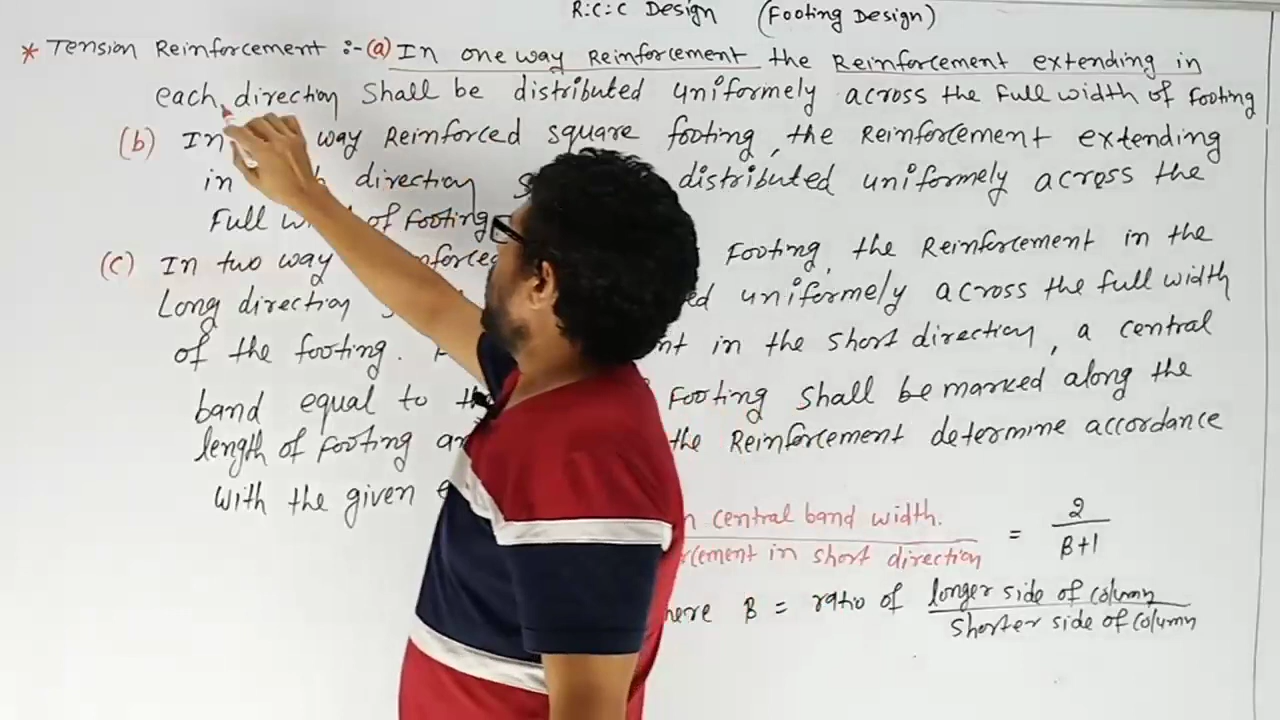 R.C.C Design (Footing Design)
* Tension Reinforcement :- (a) In one way Reinforcement the Reinforcement extending in
each direction shall be distributed uniformely across the full width of footing
(b) In way Reinforced square footing, the Reinforcement extending
in direction distributed uniformely across the
Full of footing
(c) In two way Footing, the Reinforcement in the
Long direction uniformely across the full width
of the footing. in the short direction, a central
band equal to Footing shall be marked along the
length of footing the Reinforcement determine accordance
with the given
central band width. = 2
in short direction B+1
B = ratio of longer side of column
shorter side of column